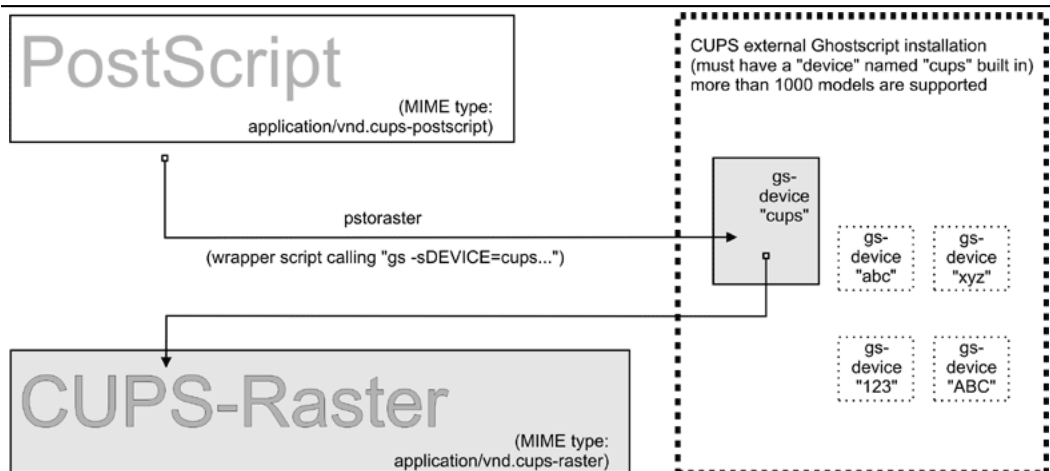 PostScript
(MIME type:
application/vnd.cups-postscript)
CUPS external Ghostscript installation
(must have a "device" named "cups" built in)
more than 1000 models are supported
gs-
device
"cups"
pstoraster
(wrapper script calling "gs -sDEVICE=cups...")
gs-
device
"abc"
gs-
device
"xyz"
gs-
device
"123"
gs-
device
"ABC"
CUPS-Raster
(MIME type:
application/vnd.cups-raster)